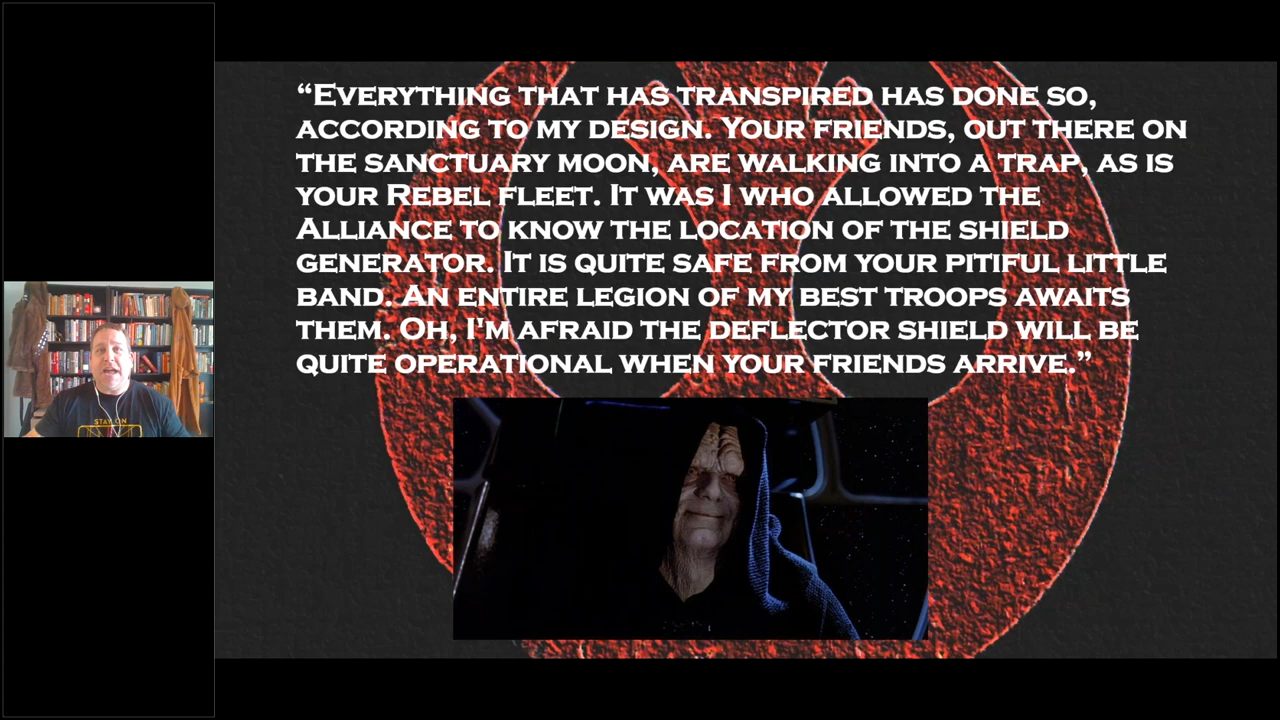 “Everything that has transpired has done so,
according to my design. Your friends, out there on
the sanctuary moon, are walking into a trap, as is
your Rebel fleet. It was I who allowed the
Alliance to know the location of the shield
generator. It is quite safe from your pitiful little
band. An entire legion of my best troops awaits
them. Oh, I'm afraid the deflector shield will be
quite operational when your friends arrive.”
STAY ON